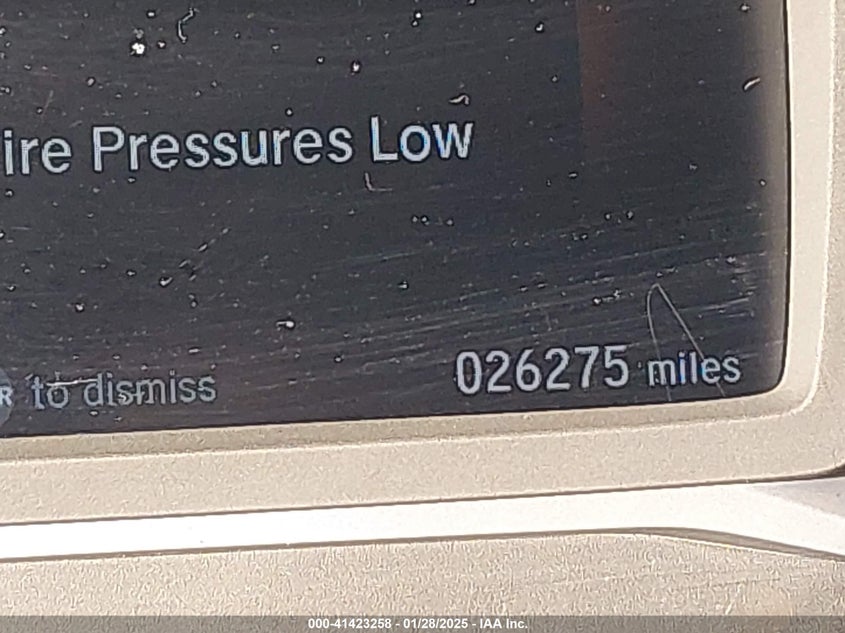 ire Pressures Low
R to dismiss
026275 miles
000-41423258 - 01/28/2025 - IAA Inc.